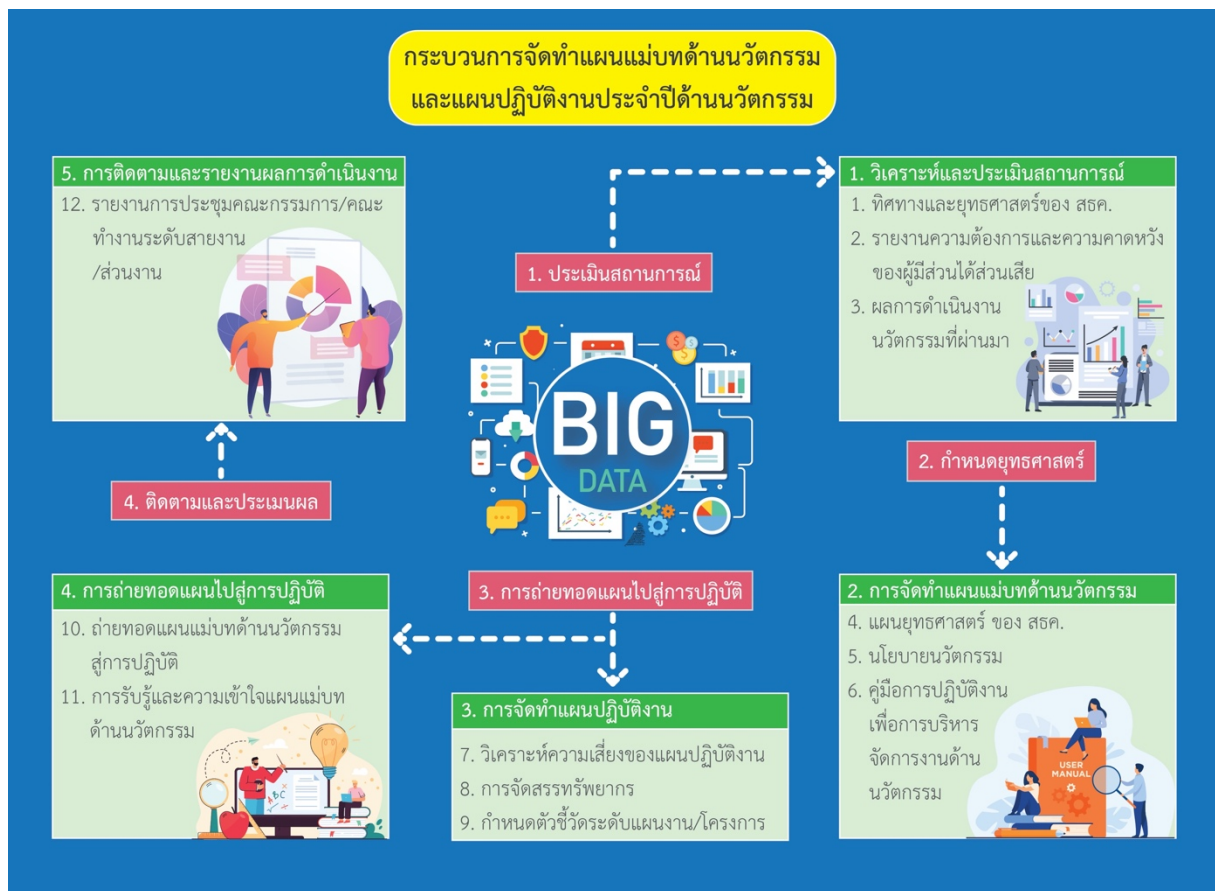 กระบวนการจัดทำแผนแม่บทด้านนวัตกรรม
และแผนปฏิบัติงานประจำปีด้านนวัตกรรม
1. ประเมินสถานการณ์
1. วิเคราะห์และประเมินสถานการณ์
1. ทิศทางและยุทธศาสตร์ของ สธค.
2. รายงานความต้องการและความคาดหวัง
ของผู้มีส่วนได้ส่วนเสีย
3. ผลการดำเนินงาน
นวัตกรรมที่ผ่านมา
2. กำหนดยุทธศาสตร์
2. การจัดทำแผนแม่บทด้านนวัตกรรม
4. แผนยุทธศาสตร์ ของ สธค.
5. นโยบายนวัตกรรม
6. คู่มือการปฏิบัติงาน
เพื่อการบริหาร
จัดการงานด้าน
นวัตกรรม
USER
MANUAL
BIG
DATA
3. การถ่ายทอดแผนไปสู่การปฏิบัติ
3. การจัดทำแผนปฏิบัติงาน
7. วิเคราะห์ความเสี่ยงของแผนปฏิบัติงาน
8. การจัดสรรทรัพยากร
9. กำหนดตัวชี้วัดระดับแผนงาน/โครงการ
4. การถ่ายทอดแผนไปสู่การปฏิบัติ
10. ถ่ายทอดแผนแม่บทด้านนวัตกรรม
สู่การปฏิบัติ
11. การรับรู้และความเข้าใจแผนแม่บท
ด้านนวัตกรรม
ABC
4. ติดตามและประเมนผล
5. การติดตามและรายงานผลการดำเนินงาน
12. รายงานการประชุมคณะกรรมการ/คณะ
ทำงานระดับสายงาน
/ส่วนงาน